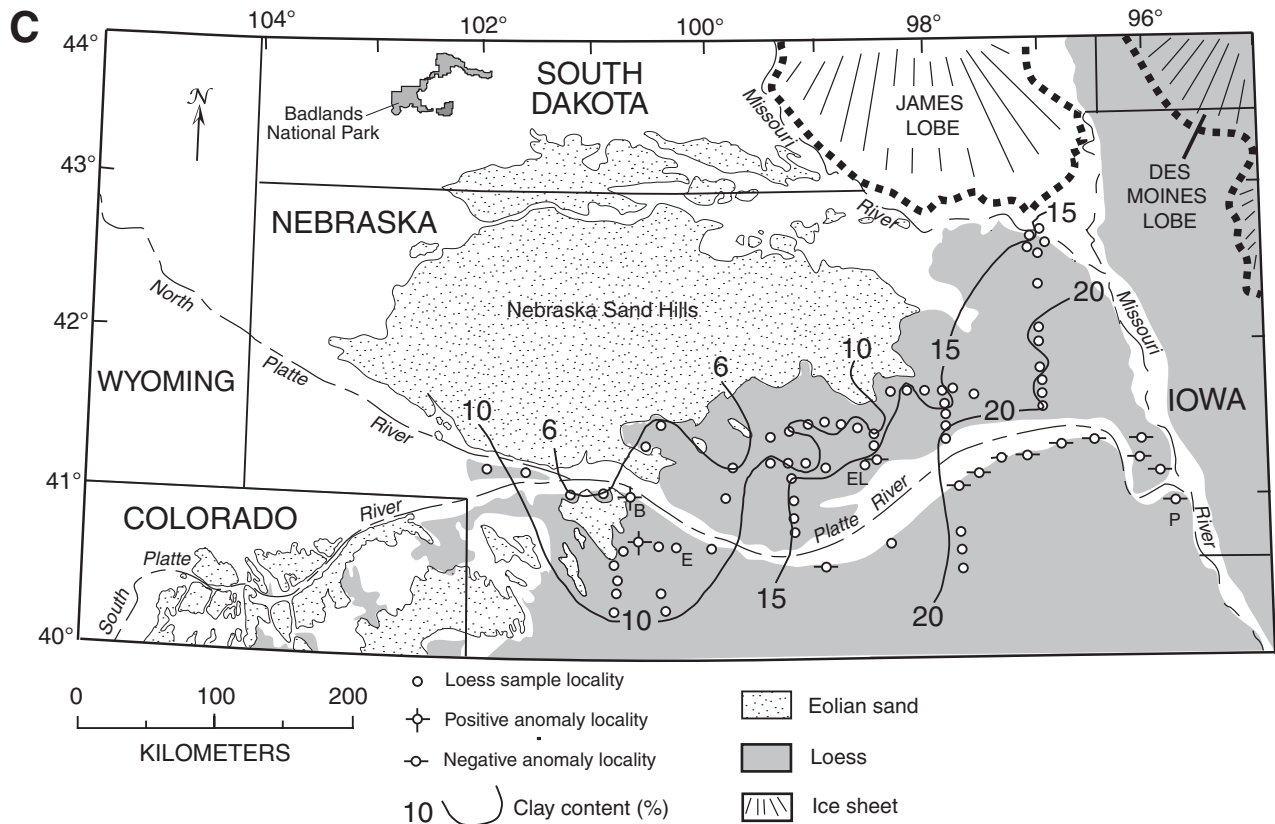 C
104°
102°
100°
98°
96°
44°
43°
42°
41°
40°
N
Badlands
National Park
SOUTH
DAKOTA
Missouri
River
JAMES
LOBE
DES
MOINES
LOBE
NEBRASKA
Nebraska Sand Hills
North
Platte
River
WYOMING
15
20
Missouri
River
IOWA
10
6
6
10
15
20
EL
B
E
P
Platte
River
COLORADO
South
Platte
River
10
15
20
0 100 200
KILOMETERS
Loess sample locality
Positive anomaly locality
Negative anomaly locality
10 Clay content (%)
Eolian sand
Loess
Ice sheet